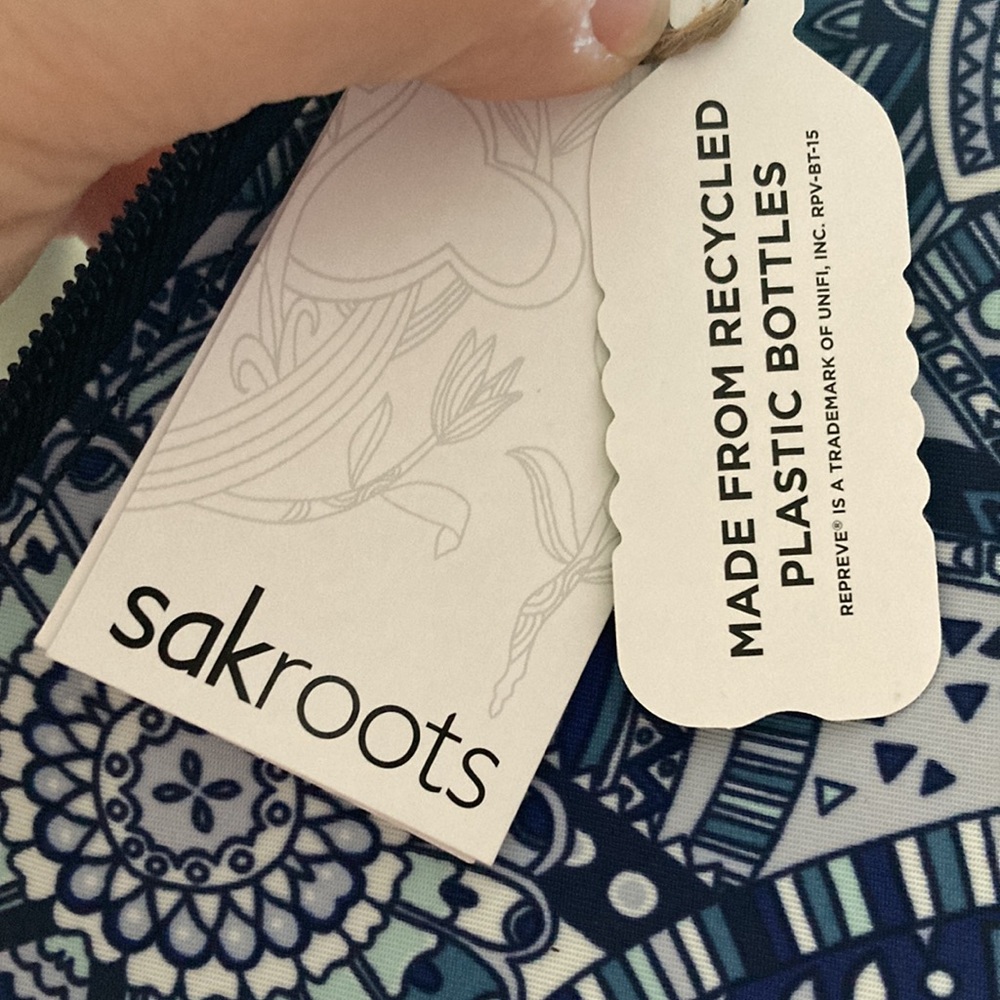 sakroots
MADE FROM RECYCLED
PLASTIC BOTTLES
REPREVE® IS A TRADEMARK OF UNIFI, INC. RPV-BT-15